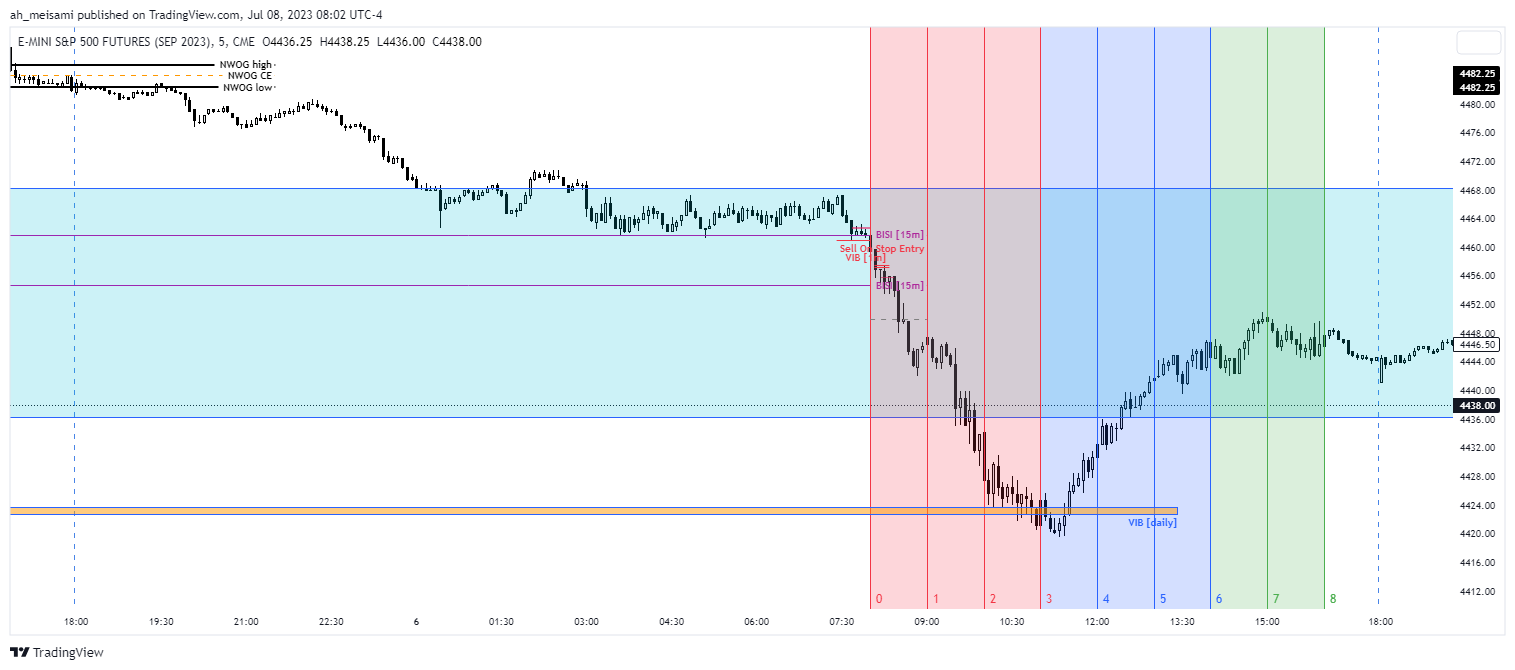 ah_meisami published on TradingView.com, Jul 08, 2023 08:02 UTC-4
E-MINI S&P 500 FUTURES (SEP 2023), 5, CME O4436.25 H4438.25 L4436.00 C4438.00
NWOG high
NWOG CE
NWOG low
4482.25
4482.25
4480.00
4476.00
4472.00
4468.00
4464.00
4460.00
4456.00
4452.00
4448.00
4446.50
4444.00
4440.00
4438.00
4436.00
4432.00
4428.00
4424.00
4420.00
4416.00
4412.00
BISI [15m]
Sell On Stop Entry
VIB [1m]
BISI [15m]
VIB [daily]
0 1 2 3 4 5 6 7 8
18:00 19:30 21:00 22:30 6 01:30 03:00 04:30 06:00 07:30 09:00 10:30 12:00 13:30 15:00 18:00
TradingView